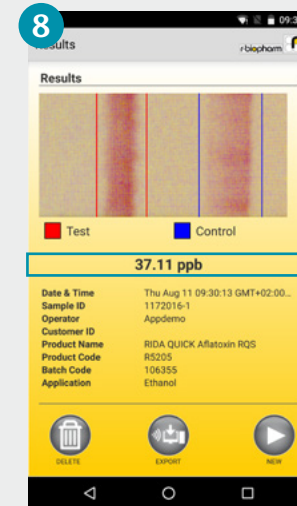 8
09:3
Results
r-biopharm
Results
Test
Control
37.11 ppb
Date & Time Thu Aug 11 09:30:13 GMT+02:00...
Sample ID 1172016-1
Operator Appdemo
Customer ID
Product Name RIDA QUICK Aflatoxin RQS
Product Code R5205
Batch Code 106355
Application Ethanol
DELETE
EXPORT
NEW